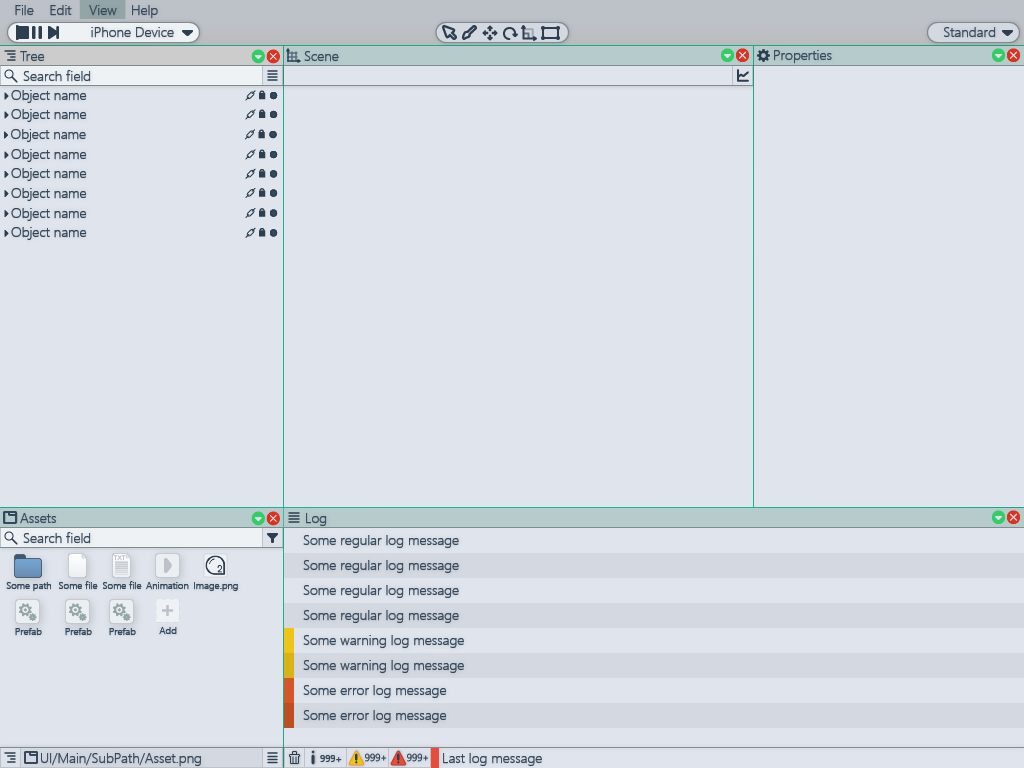 File Edit View Help
iPhone Device
Standard
Tree
Search field
Object name
Object name
Object name
Object name
Object name
Object name
Object name
Object name
Scene
Properties
Assets
Search field
Some path Some file Some file Animation Image.png
TXT
2
Prefab Prefab Prefab Add
UI/Main/SubPath/Asset.png
Log
Some regular log message
Some regular log message
Some regular log message
Some regular log message
Some warning log message
Some warning log message
Some error log message
Some error log message
999+ 999+ 999+ Last log message